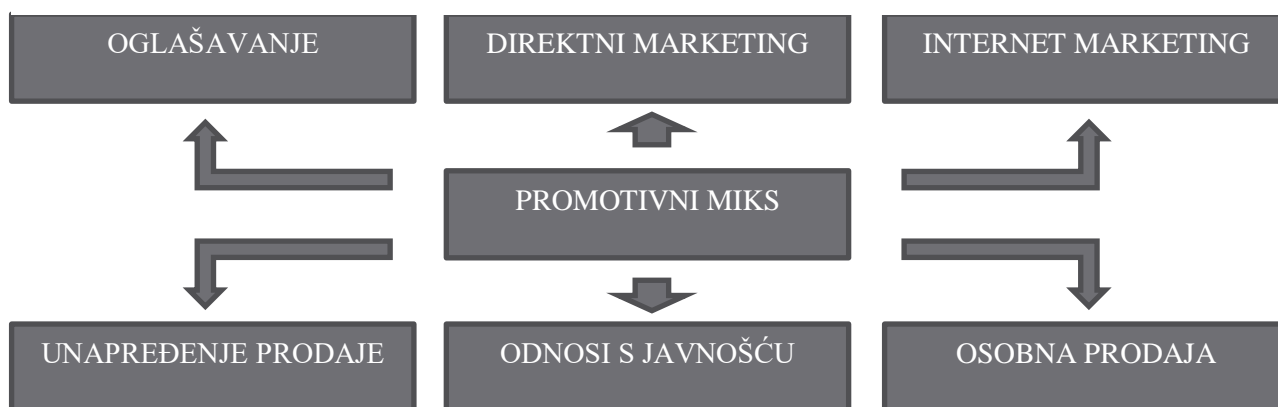 OGLAŠAVANJE
DIREKTNI MARKETING
INTERNET MARKETING
PROMOTIVNI MIKS
UNAPREĐENJE PRODAJE
ODNOSI S JAVNOŠĆU
OSOBNA PRODAJA